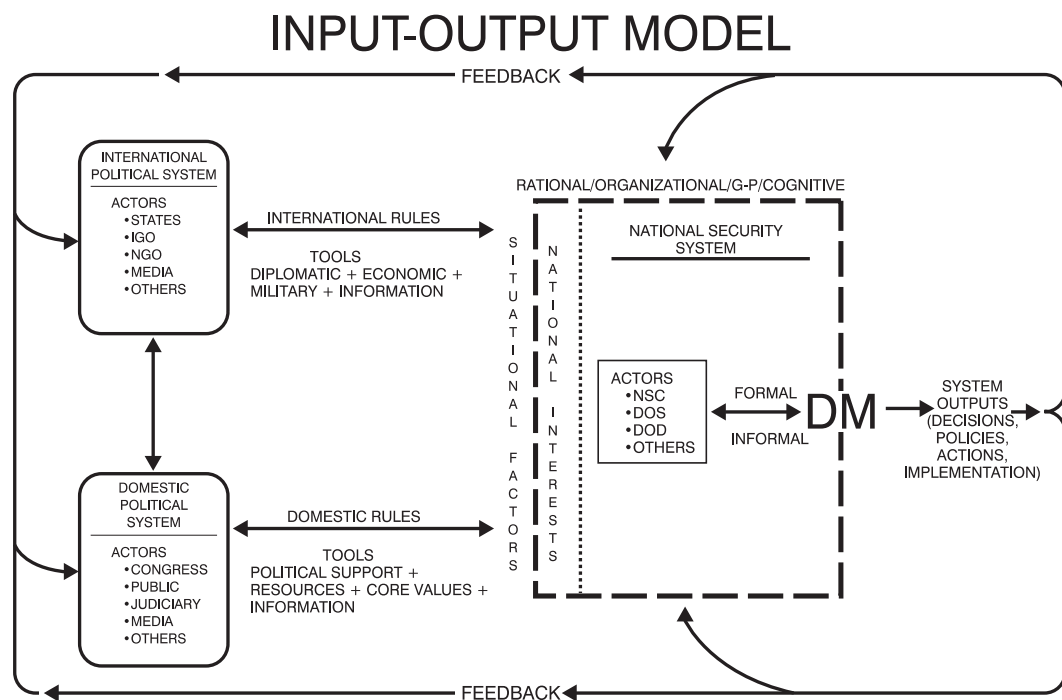 INPUT-OUTPUT MODEL
FEEDBACK
INTERNATIONAL
POLITICAL SYSTEM
ACTORS
•STATES
•IGO
•NGO
•MEDIA
•OTHERS
INTERNATIONAL RULES
TOOLS
DIPLOMATIC + ECONOMIC +
MILITARY + INFORMATION
DOMESTIC
POLITICAL
SYSTEM
ACTORS
•CONGRESS
•PUBLIC
•JUDICIARY
•MEDIA
•OTHERS
DOMESTIC RULES
TOOLS
POLITICAL SUPPORT +
RESOURCES + CORE VALUES +
INFORMATION
RATIONAL/ORGANIZATIONAL/G-P/COGNITIVE
SITUATIONAL FACTORS
NATIONAL INTERESTS
NATIONAL SECURITY
SYSTEM
ACTORS
•NSC
•DOS
•DOD
•OTHERS
FORMAL
INFORMAL
DM
SYSTEM
OUTPUTS
(DECISIONS,
POLICIES,
ACTIONS,
IMPLEMENTATION)
FEEDBACK